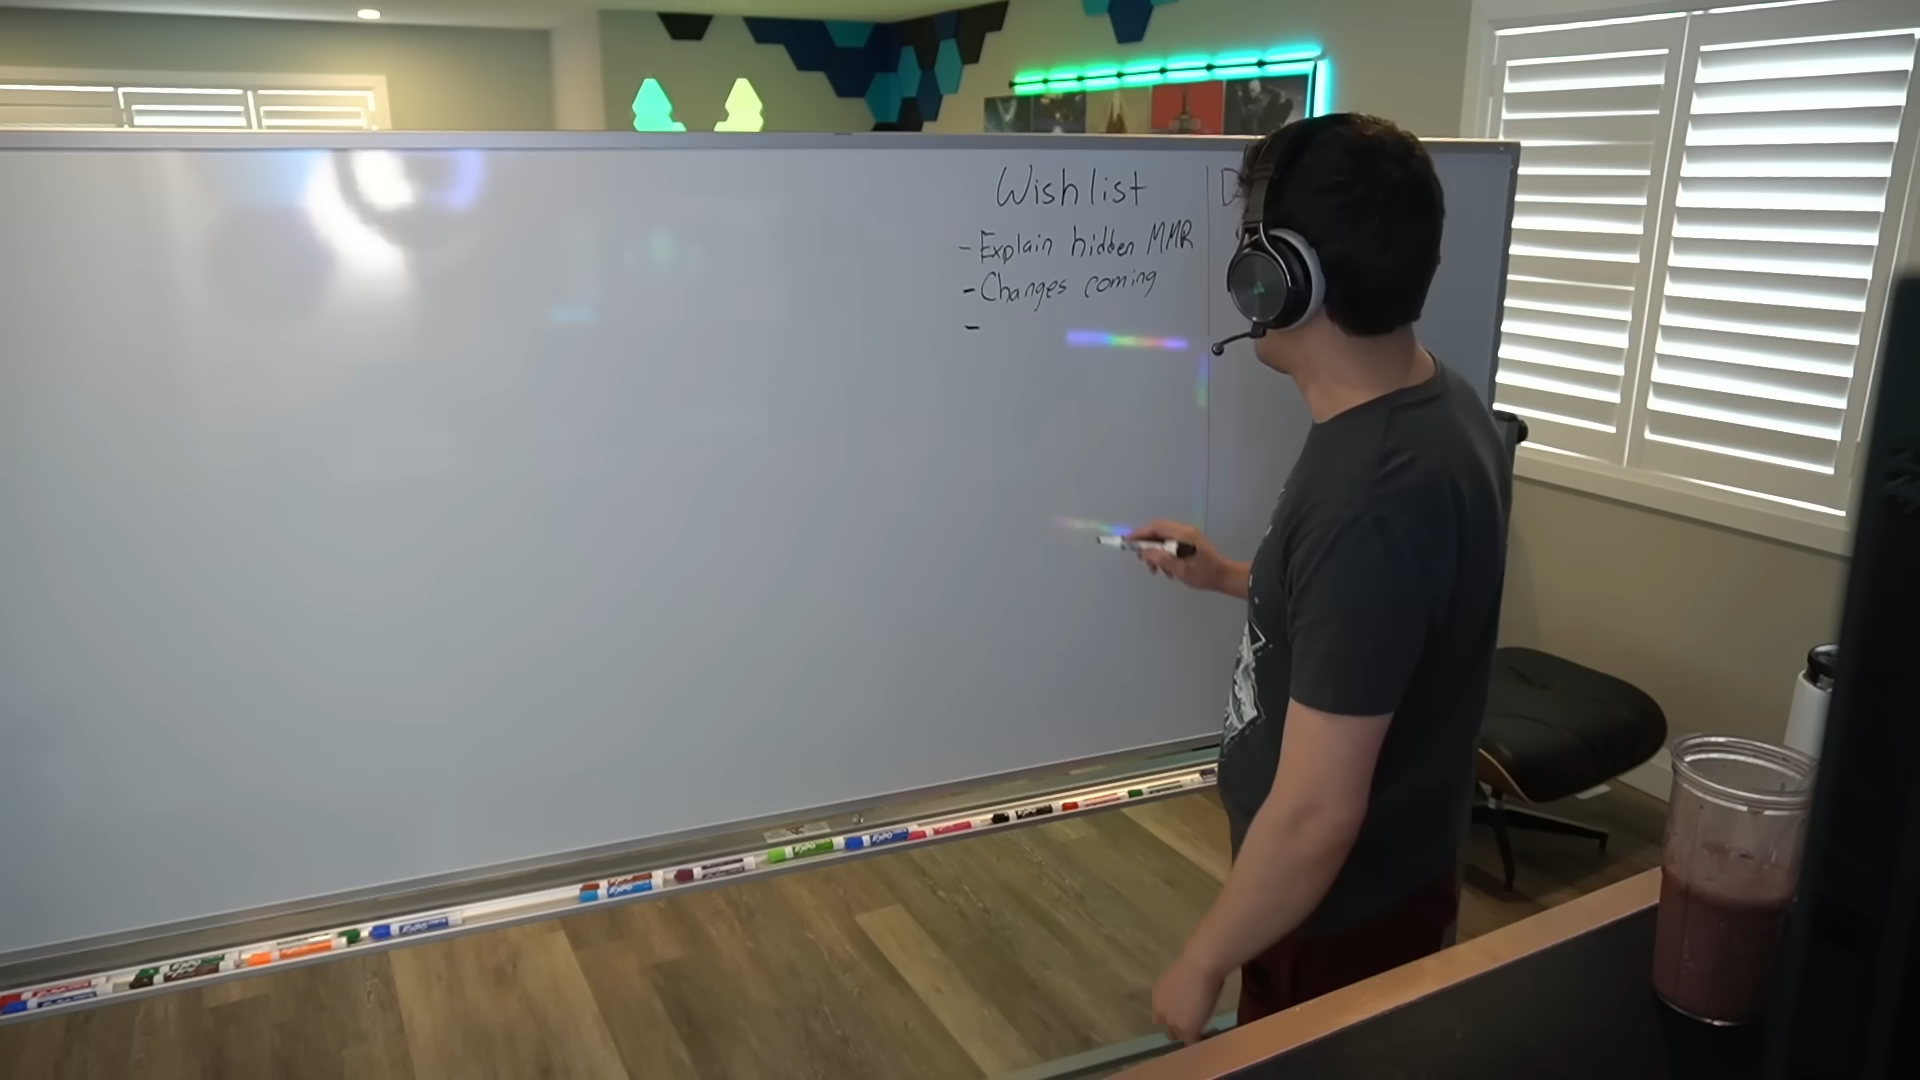 Wishlist
- Explain hidden MMR
- Changes coming
-